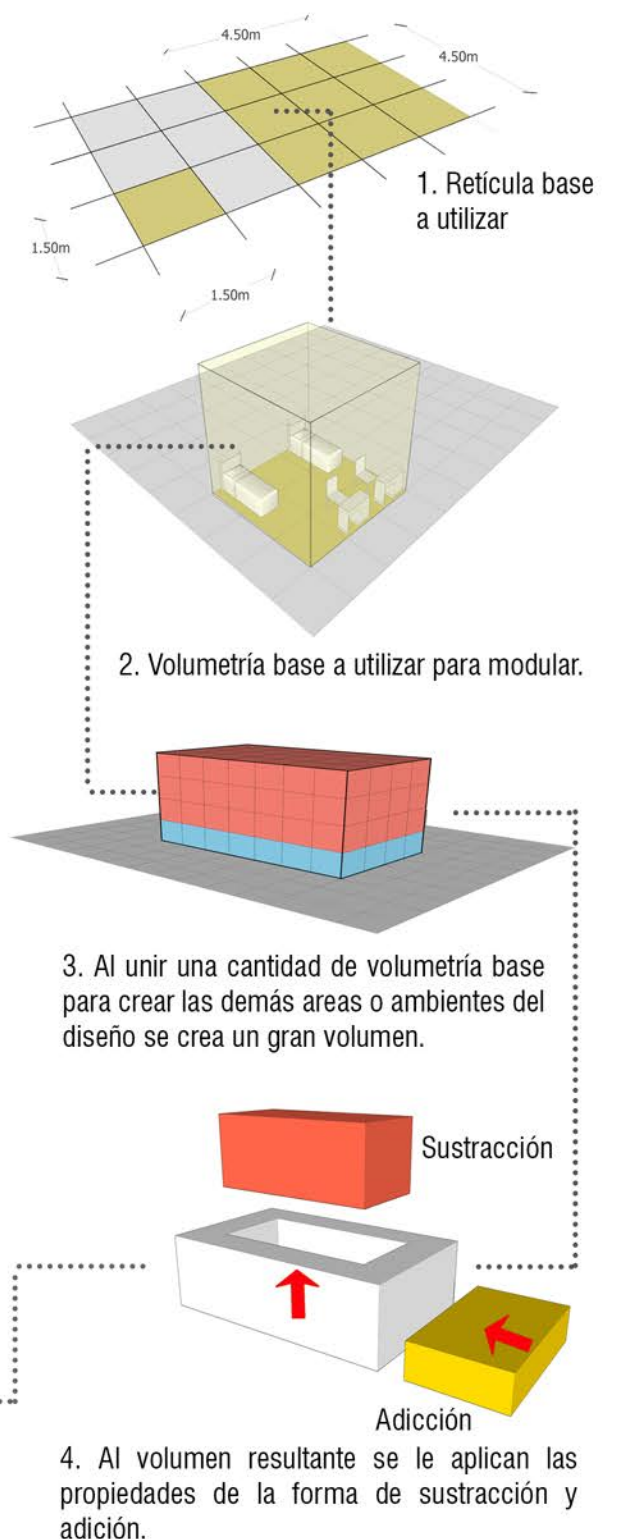 4.50m
4.50m
1. Retícula base
a utilizar
1.50m
1.50m
2. Volumetría base a utilizar para modular.
3. Al unir una cantidad de volumetría base
para crear las demás areas o ambientes del
diseño se crea un gran volumen.
Sustracción
Adicción
4. Al volumen resultante se le aplican las
propiedades de la forma de sustracción y
adición.